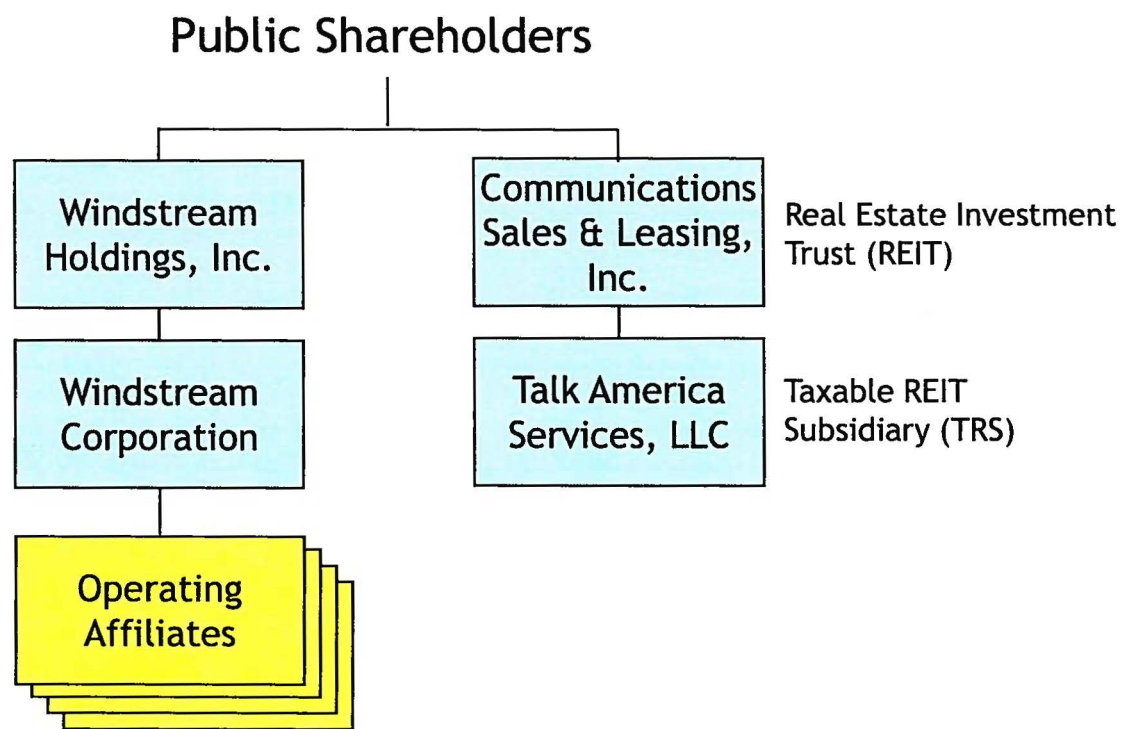 Public Shareholders
Windstream
Holdings, Inc.
Communications
Sales & Leasing,
Inc.
Real Estate Investment
Trust (REIT)
Windstream
Corporation
Talk America
Services, LLC
Taxable REIT
Subsidiary (TRS)
Operating
Affiliates